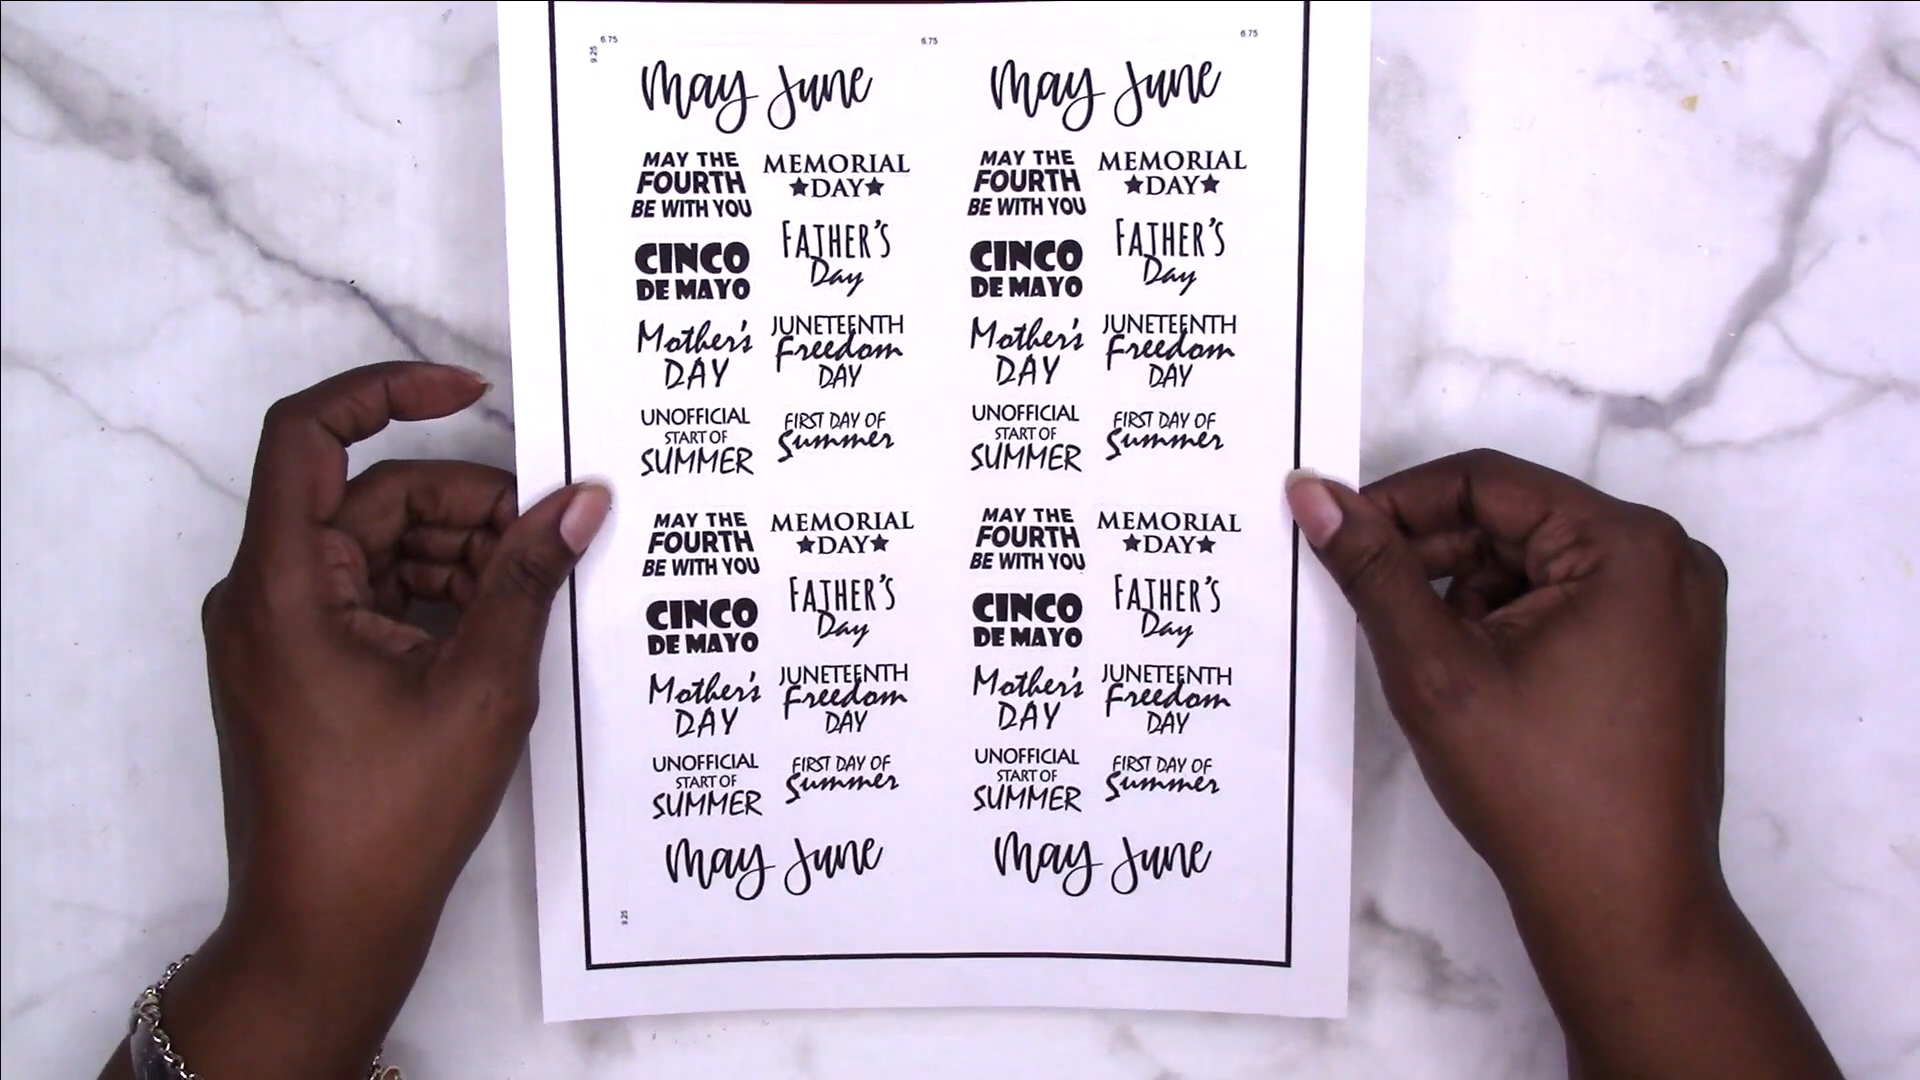 6.75 6.75 6.75
9.25
May June May June
MAY THE
FOURTH
BE WITH YOU
MEMORIAL
★DAY★
MAY THE
FOURTH
BE WITH YOU
MEMORIAL
★DAY★
CINCO
DE MAYO
FATHER'S
Day
CINCO
DE MAYO
FATHER'S
Day
Mother's
DAY
JUNETEENTH
Freedom
DAY
Mother's
DAY
JUNETEENTH
Freedom
DAY
UNOFFICIAL
START OF
SUMMER
FIRST DAY OF
Summer
UNOFFICIAL
START OF
SUMMER
FIRST DAY OF
Summer
MAY THE
FOURTH
BE WITH YOU
MEMORIAL
★DAY★
MAY THE
FOURTH
BE WITH YOU
MEMORIAL
★DAY★
CINCO
DE MAYO
FATHER'S
Day
CINCO
DE MAYO
FATHER'S
Day
Mother's
DAY
JUNETEENTH
Freedom
DAY
Mother's
DAY
JUNETEENTH
Freedom
DAY
UNOFFICIAL
START OF
SUMMER
FIRST DAY OF
Summer
UNOFFICIAL
START OF
SUMMER
FIRST DAY OF
Summer
May June May June
9.25